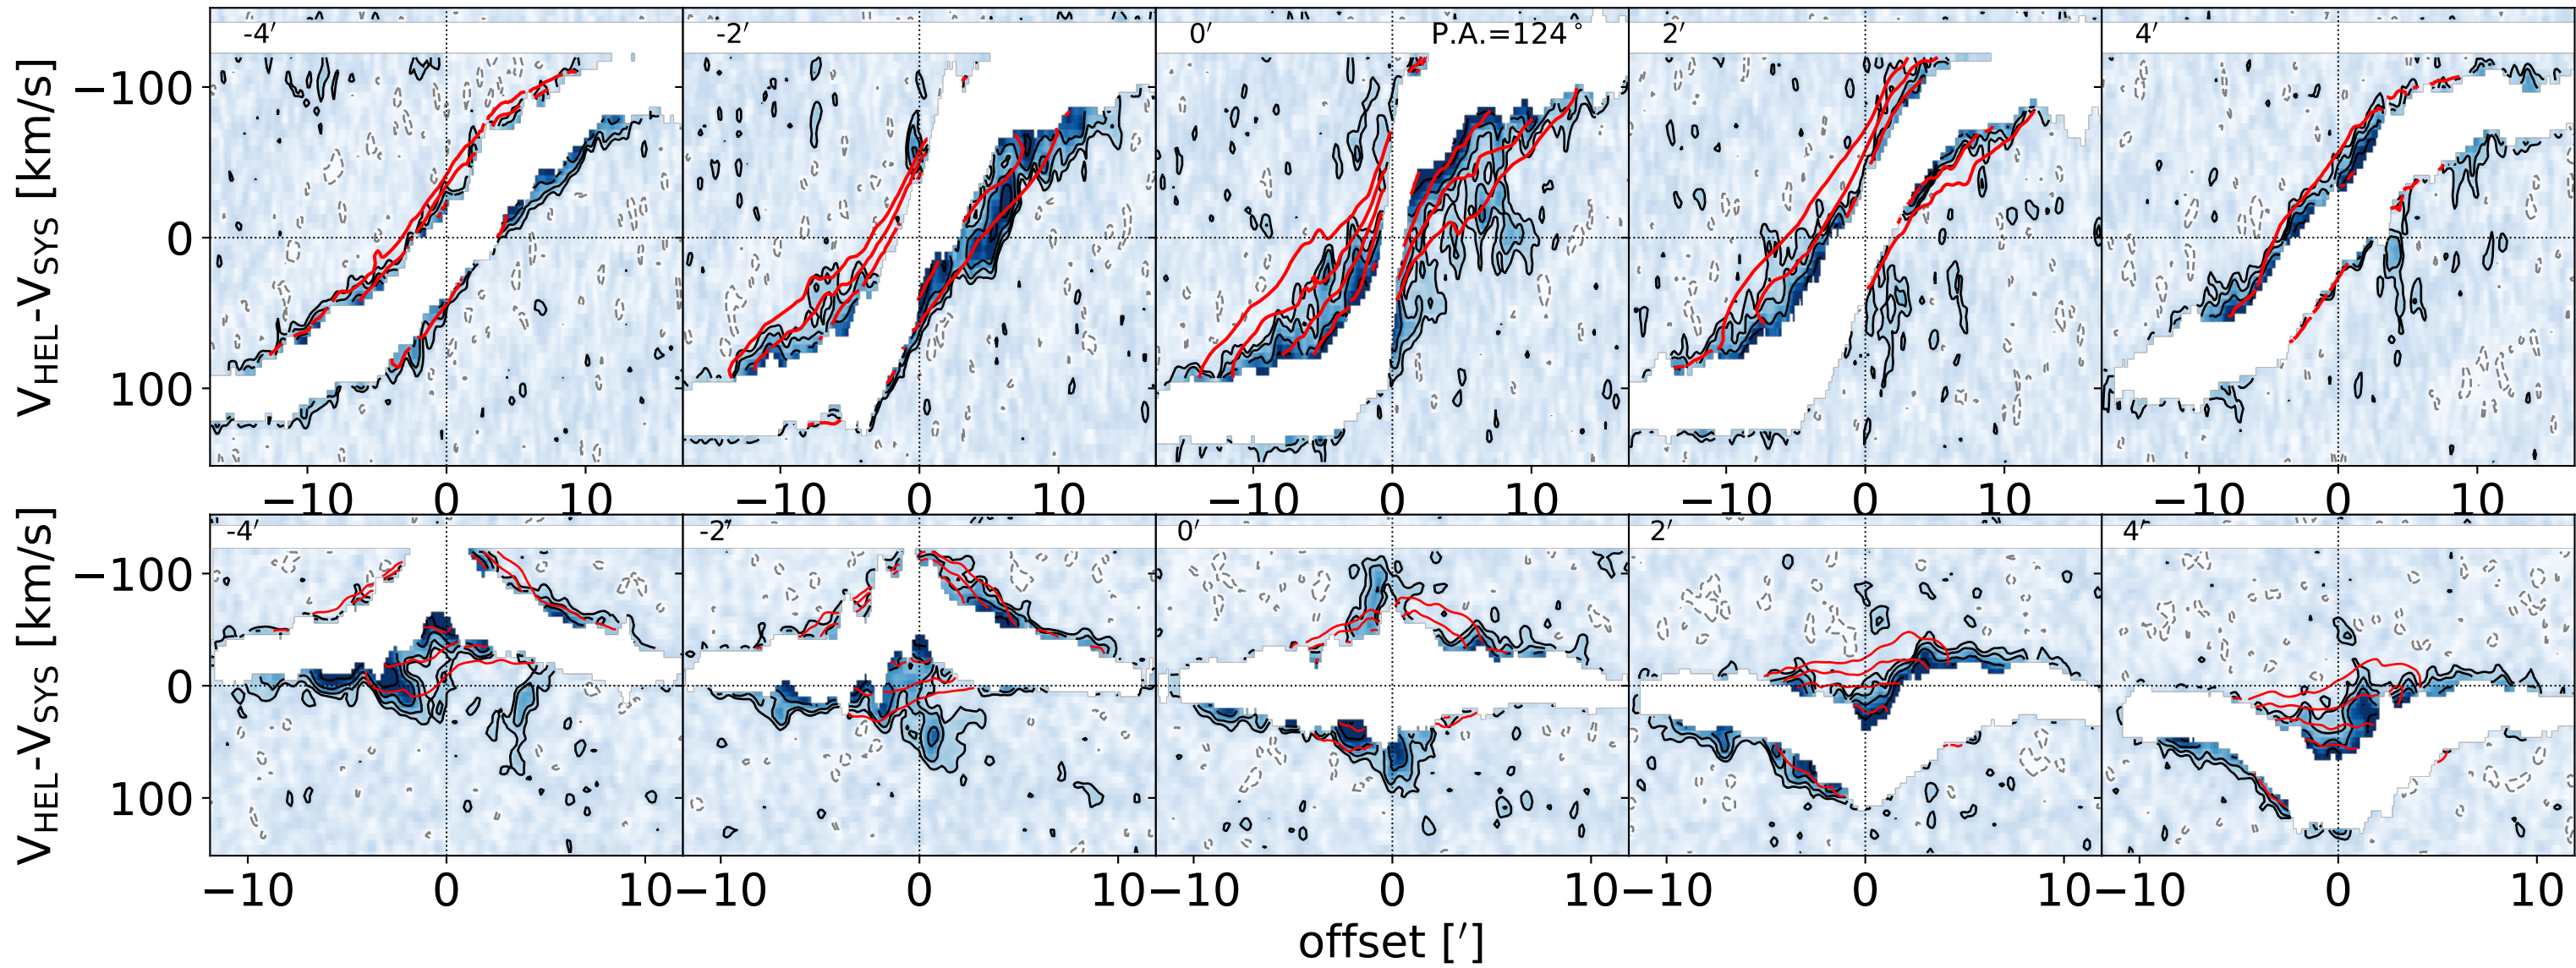 -4′ -2′ 0′ P.A.=124° 2′ 4′
V_HEL-V_SYS [km/s]
−100
0
100
−10 0 10 −10 0 10 −10 0 10 −10 0 10 −10 0 10
-4′ -2′ 0′ 2′ 4′
V_HEL-V_SYS [km/s]
−100
0
100
−10 0 10 −10 0 10 −10 0 10 −10 0 10 −10 0 10
offset [′]